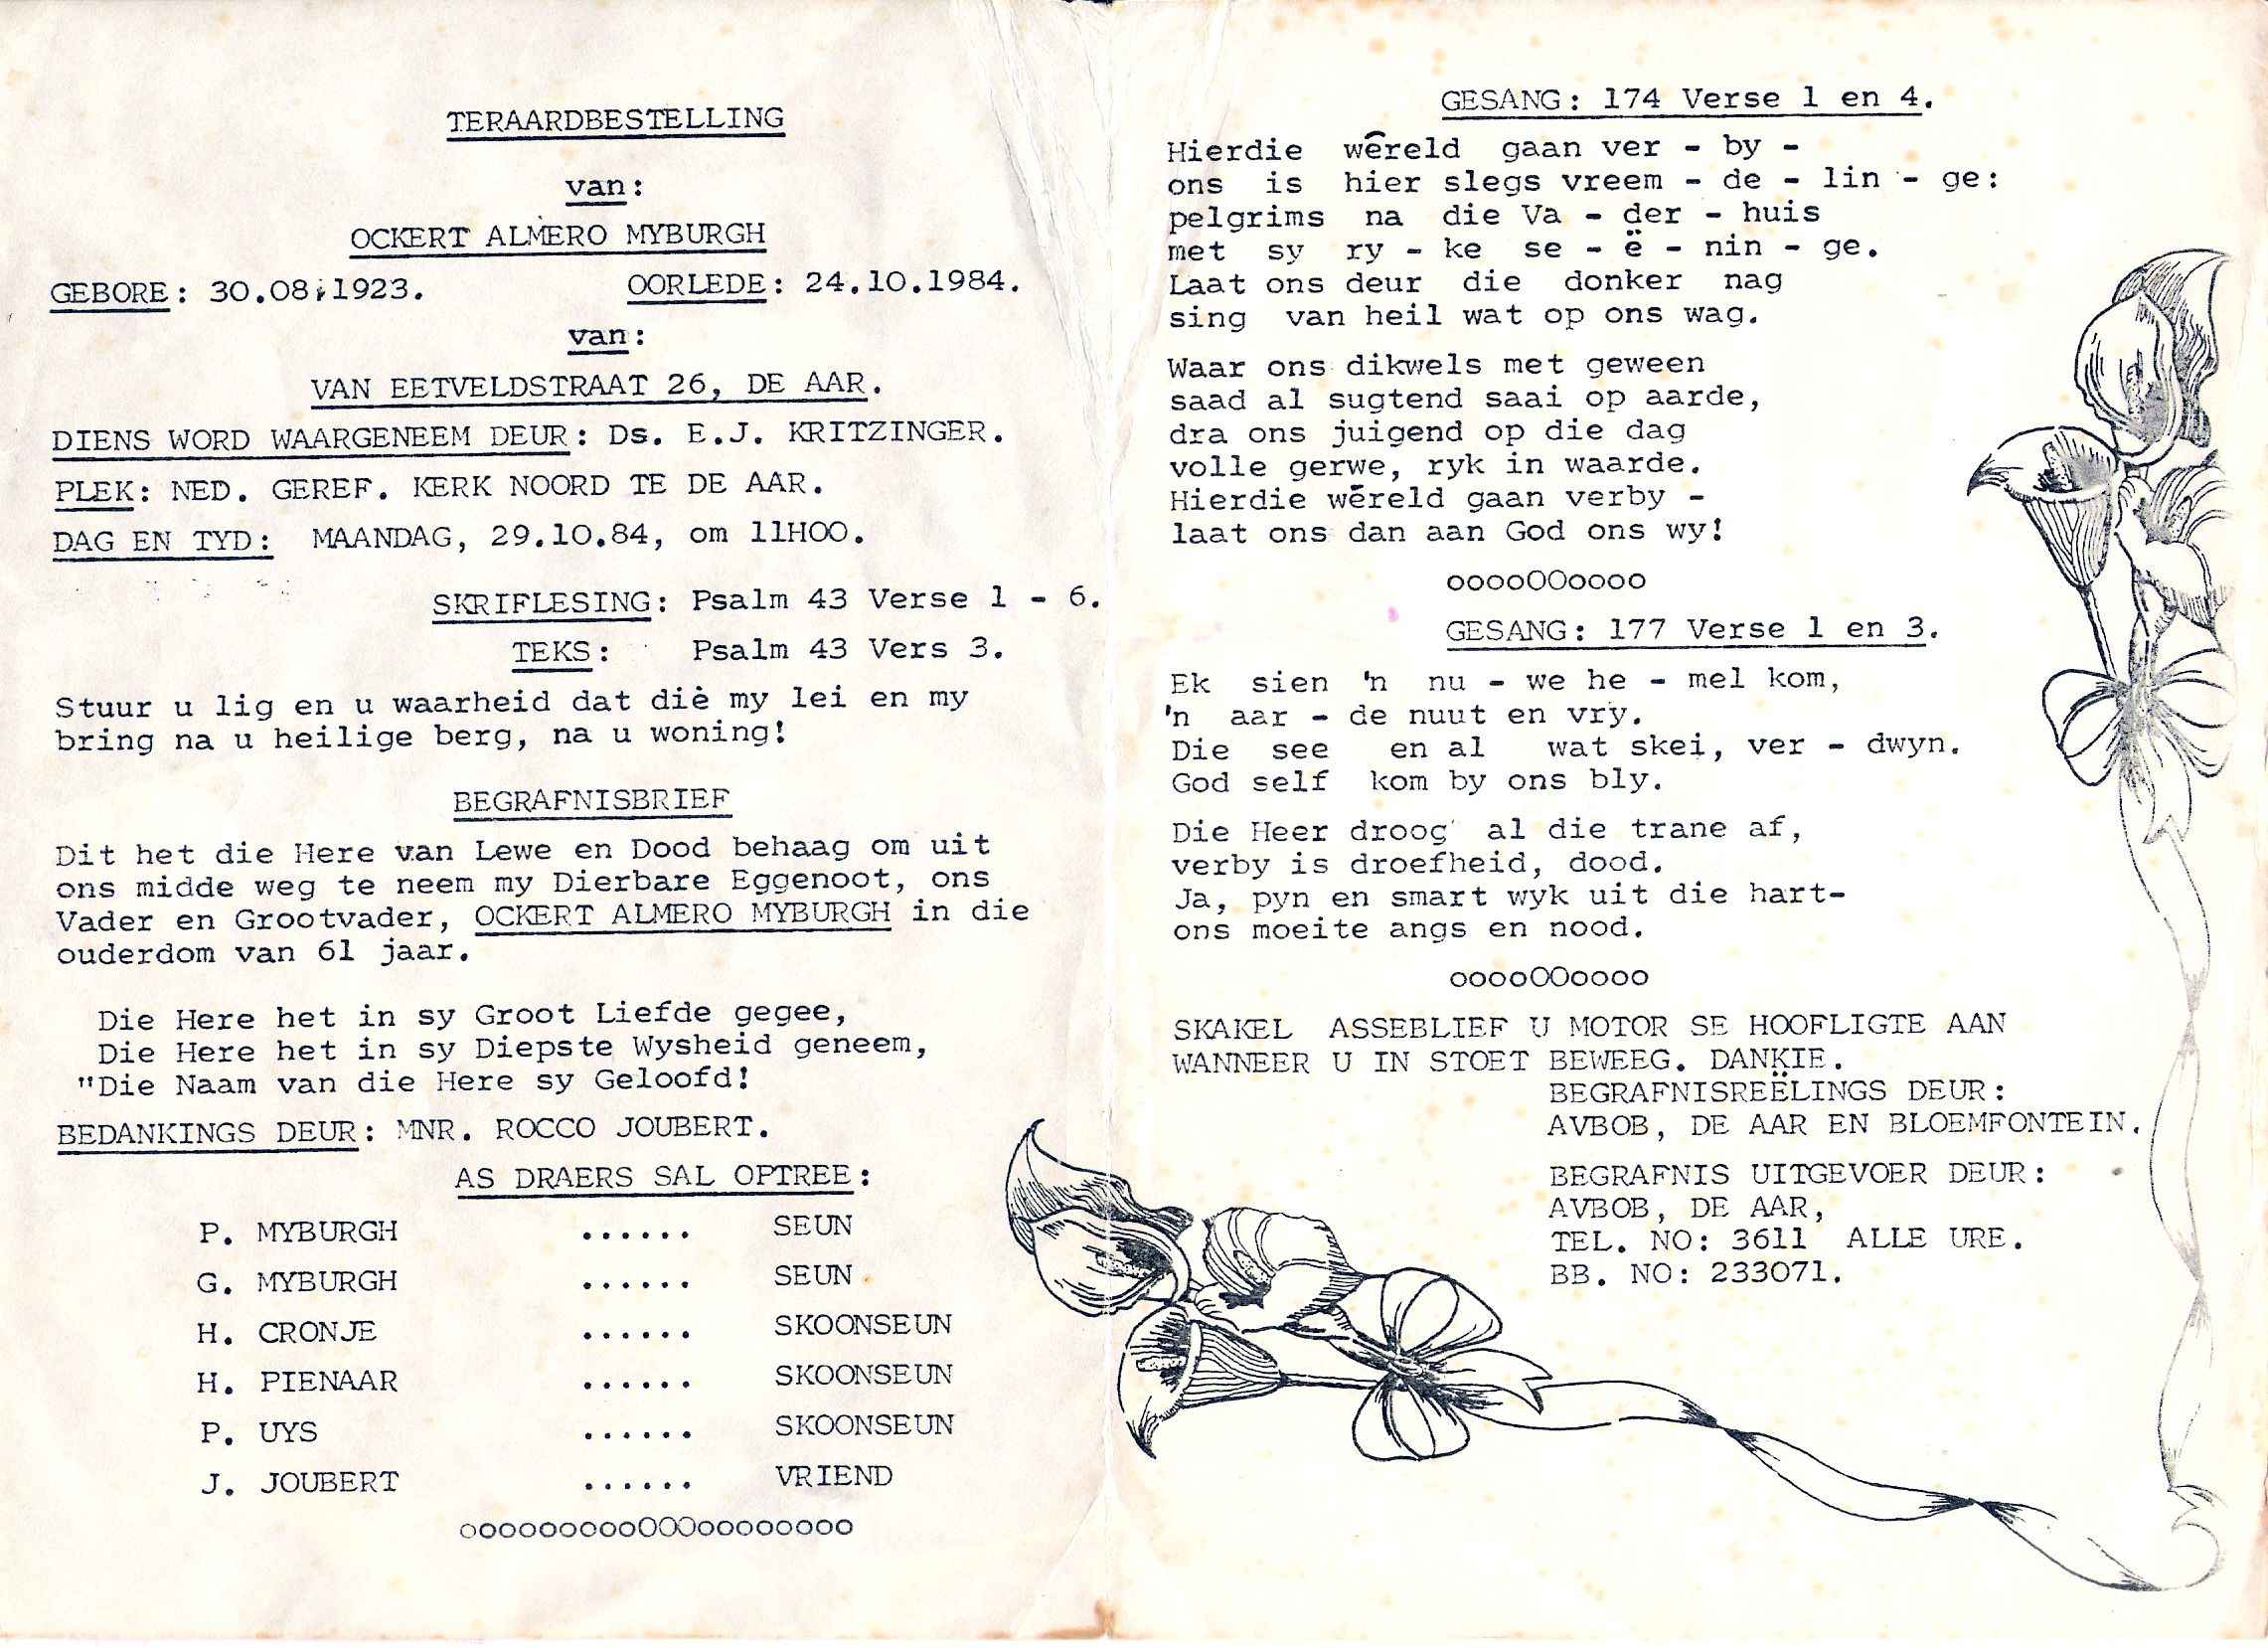 TERAARDBESTELLING
van:
OCKERT ALMERO MYBURGH
GEBORE: 30.08.1923. OORLEDE: 24.10.1984.
van:
VAN EETVELDSTRAAT 26, DE AAR.
DIENS WORD WAARGENEEM DEUR: Ds. E.J. KRITZINGER.
PLEK: NED. GEREF. KERK NOORD TE DE AAR.
DAG EN TYD: MAANDAG, 29.10.84, om 11HOO.
SKRIFLESING: Psalm 43 Verse 1 - 6.
TEKS: Psalm 43 Vers 3.
Stuur u lig en u waarheid dat diè my lei en my
bring na u heilige berg, na u woning!
BEGRAFNISBRIEF
Dit het die Here van Lewe en Dood behaag om uit
ons midde weg te neem my Dierbare Eggenoot, ons
Vader en Grootvader, OCKERT ALMERO MYBURGH in die
ouderdom van 61 jaar.
Die Here het in sy Groot Liefde gegee,
Die Here het in sy Diepste Wysheid geneem,
"Die Naam van die Here sy Geloofd!
BEDANKINGS DEUR: MNR. ROCCO JOUBERT.
AS DRAERS SAL OPTREE:
P. MYBURGH ...... SEUN
G. MYBURGH ...... SEUN
H. CRONJE ...... SKOONSEUN
H. PIENAAR ...... SKOONSEUN
P. UYS ...... SKOONSEUN
J. JOUBERT ...... VRIEND
oooooooooOOOoooooooo
GESANG: 174 Verse 1 en 4.
Hierdie wêreld gaan ver - by -
ons is hier slegs vreem - de - lin - ge:
pelgrims na die Va - der - huis
met sy ry - ke se - ë - nin - ge.
Laat ons deur die donker nag
sing van heil wat op ons wag.
Waar ons dikwels met geween
saad al sugtend saai op aarde,
dra ons juigend op die dag
volle gerwe, ryk in waarde.
Hierdie wêreld gaan verby -
laat ons dan aan God ons wy!
ooooOOoooo
GESANG: 177 Verse 1 en 3.
Ek sien 'n nu - we he - mel kom,
'n aar - de nuut en vry.
Die see en al wat skei, ver - dwyn.
God self kom by ons bly.
Die Heer droog al die trane af,
verby is droefheid, dood.
Ja, pyn en smart wyk uit die hart-
ons moeite angs en nood.
ooooOOoooo
SKAKEL ASSEBLIEF U MOTOR SE HOOFLIGTE AAN
WANNEER U IN STOET BEWEEG. DANKIE.
BEGRAFNISREËLINGS DEUR:
AVBOB, DE AAR EN BLOEMFONTEIN.
BEGRAFNIS UITGEVOER DEUR:
AVBOB, DE AAR,
TEL. NO: 3611 ALLE URE.
BB. NO: 233071.